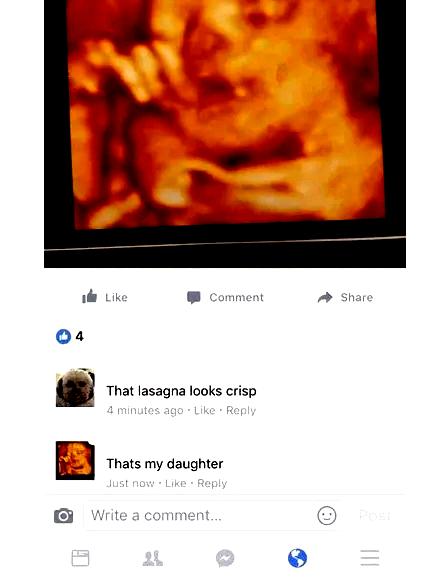 Like Comment Share
4
That lasagna looks crisp
4 minutes ago · Like · Reply
Thats my daughter
Just now · Like · Reply
Write a comment... Post